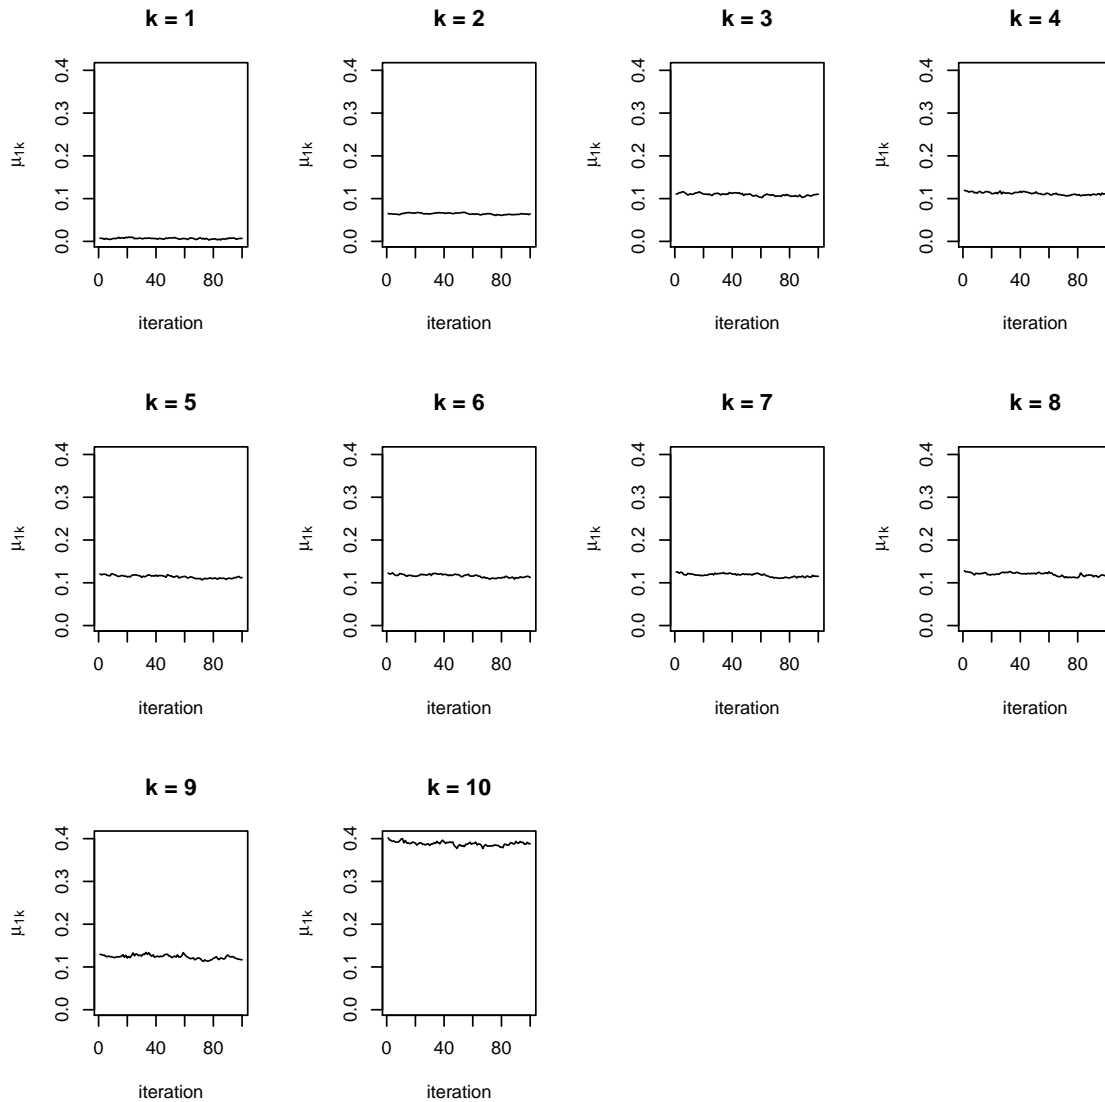 k = 1
0.4
0.3
0.2
0.1
0.0
μ1k
0 40 80
iteration
k = 2
0.4
0.3
0.2
0.1
0.0
μ1k
0 40 80
iteration
k = 3
0.4
0.3
0.2
0.1
0.0
μ1k
0 40 80
iteration
k = 4
0.4
0.3
0.2
0.1
0.0
μ1k
0 40 80
iteration
k = 5
0.4
0.3
0.2
0.1
0.0
μ1k
0 40 80
iteration
k = 6
0.4
0.3
0.2
0.1
0.0
μ1k
0 40 80
iteration
k = 7
0.4
0.3
0.2
0.1
0.0
μ1k
0 40 80
iteration
k = 8
0.4
0.3
0.2
0.1
0.0
μ1k
0 40 80
iteration
k = 9
0.4
0.3
0.2
0.1
0.0
μ1k
0 40 80
iteration
k = 10
0.4
0.3
0.2
0.1
0.0
μ1k
0 40 80
iteration